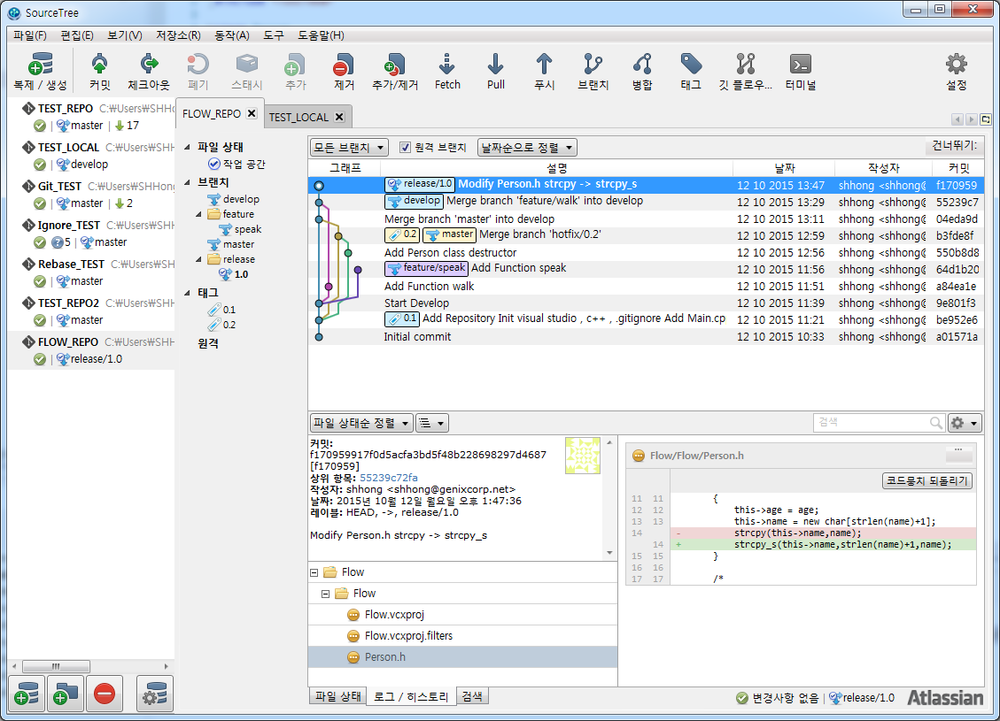 SourceTree
파일(F) 편집(E) 보기(V) 저장소(R) 동작(A) 도구 도움말(H)
복제 / 생성 커밋 체크아웃 폐기 스태시 추가 제거 추가/제거 Fetch Pull 푸시 브랜치 병합 태그 깃 플로우... 터미널 설정
TEST_REPO C:₩Users₩SHH
master 17
TEST_LOCAL C:₩Users₩SHH
develop
Git_TEST C:₩Users₩SHHong
master 2
Ignore_TEST C:₩Users₩SHH
5 master
Rebase_TEST C:₩Users₩SH
master
TEST_REPO2 C:₩Users₩SHH
master
FLOW_REPO C:₩Users₩SHH
release/1.0
FLOW_REPO TEST_LOCAL
파일 상태
작업 공간
브랜치
develop
feature
speak
master
release
1.0
태그
0.1
0.2
원격
모든 브랜치 원격 브랜치 날짜순으로 정렬 건너뛰기:
그래프 설명 날짜 작성자 커밋
release/1.0 Modify Person.h strcpy -> strcpy_s 12 10 2015 13:47 shhong <shhong@ f170959
develop Merge branch 'feature/walk' into develop 12 10 2015 13:29 shhong <shhong@ 55239c7
Merge branch 'master' into develop 12 10 2015 13:11 shhong <shhong@ 04eda9d
0.2 master Merge branch 'hotfix/0.2' 12 10 2015 12:59 shhong <shhong@ b3fde8f
Add Person class destructor 12 10 2015 12:56 shhong <shhong@ 550b8d8
feature/speak Add Function speak 12 10 2015 11:56 shhong <shhong@ 64d1b20
Add Function walk 12 10 2015 11:51 shhong <shhong@ a84ea1e
Start Develop 12 10 2015 11:39 shhong <shhong@ 9e801f3
0.1 Add Repository Init visual studio , c++ , .gitignore Add Main.cp 12 10 2015 11:21 shhong <shhong@ be952e6
Initial commit 12 10 2015 10:33 shhong <shhong@ a01571a
파일 상태순 정렬 검색
커밋:
f170959917f0d5acfa3bd5f48b228698297d4687
[f170959]
상위 항목: 55239c72fa
작성자: shhong <shhong@genixcorp.net>
날짜: 2015년 10월 12일 월요일 오후 1:47:36
레이블: HEAD, ->, release/1.0
Modify Person.h strcpy -> strcpy_s
Flow
Flow
Flow.vcxproj
Flow.vcxproj.filters
Person.h
Flow/Flow/Person.h
코드뭉치 되돌리기
11 11 {
12 12 this->age = age;
13 13 this->name = new char[strlen(name)+1];
14 - strcpy(this->name,name);
14 + strcpy_s(this->name,strlen(name)+1,name);
15 15 }
16 16
17 17 /*
파일 상태 로그 / 히스토리 검색
변경사항 없음 release/1.0 Atlassian